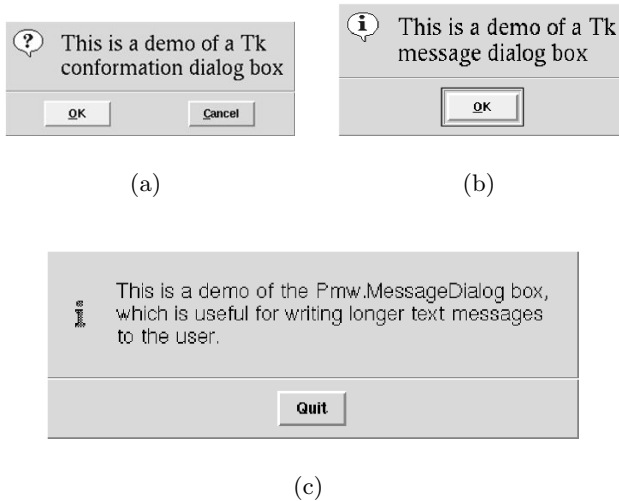 ?
This is a demo of a Tk
conformation dialog box
OK
Cancel
i
This is a demo of a Tk
message dialog box
OK
(a)
(b)
i
This is a demo of the Pmw.MessageDialog box,
which is useful for writing longer text messages
to the user.
Quit
(c)